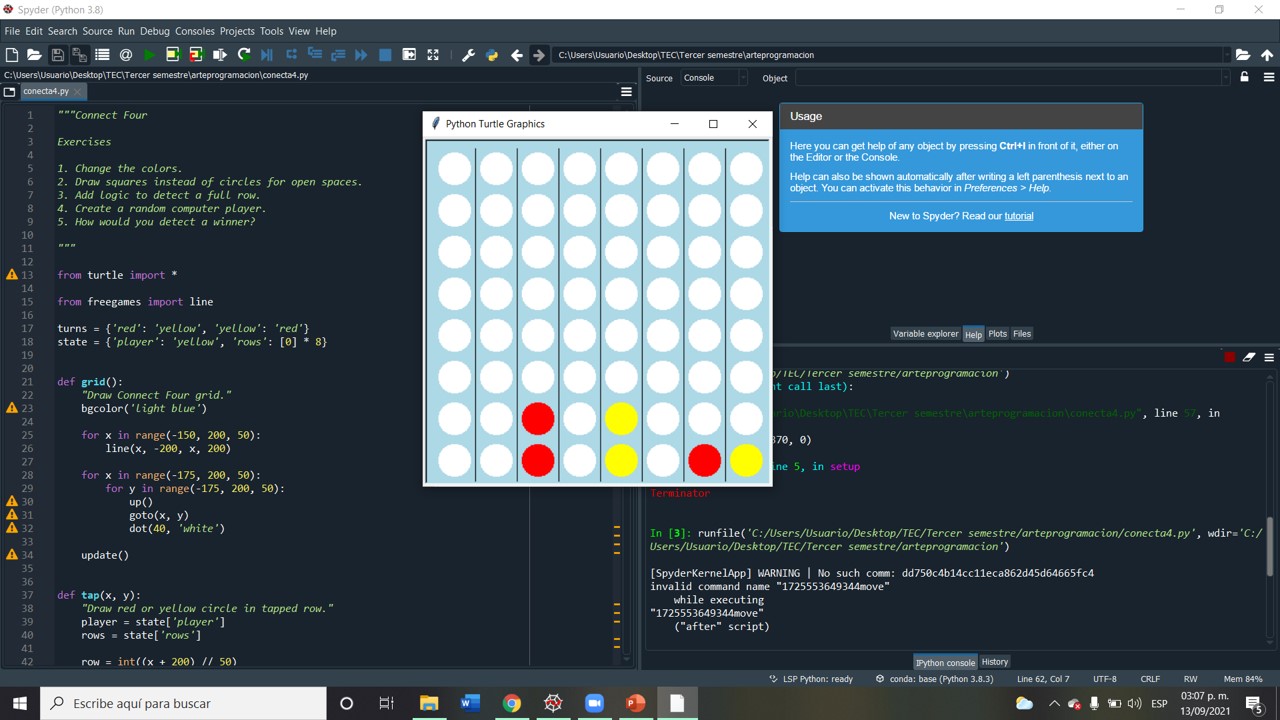 Spyder (Python 3.8)
File Edit Search Source Run Debug Consoles Projects Tools View Help
C:\Users\Usuario\Desktop\TEC\Tercer semestre\arteprogramacion
C:\Users\Usuario\Desktop\TEC\Tercer semestre\arteprogramacion\conecta4.py
conecta4.py
1 """Connect Four
2
3 Exercises
4
5 1. Change the colors.
6 2. Draw squares instead of circles for open spaces.
7 3. Add logic to detect a full row.
8 4. Create a random computer player.
9 5. How would you detect a winner?
10
11 """
12
13 from turtle import *
14
15 from freegames import line
16
17 turns = {'red': 'yellow', 'yellow': 'red'}
18 state = {'player': 'yellow', 'rows': [0] * 8}
19
20
21 def grid():
22 "Draw Connect Four grid."
23 bgcolor('light blue')
24
25 for x in range(-150, 200, 50):
26 line(x, -200, x, 200)
27
28 for x in range(-175, 200, 50):
29 for y in range(-175, 200, 50):
30 up()
31 goto(x, y)
32 dot(40, 'white')
33
34 update()
35
36
37 def tap(x, y):
38 "Draw red or yellow circle in tapped row."
39 player = state['player']
40 rows = state['rows']
41
42 row = int((x + 200) // 50)
Python Turtle Graphics
Source Console Object
Usage
Here you can get help of any object by pressing Ctrl+I in front of it, either on
the Editor or the Console.
Help can also be shown automatically after writing a left parenthesis next to an
object. You can activate this behavior in Preferences > Help.
New to Spyder? Read our tutorial
Variable explorer Help Plots Files
/TEC/Tercer semestre/arteprogramacion')
t call last):
ario\Desktop\TEC\Tercer semestre\arteprogramacion\conecta4.py", line 57, in
370, 0)
ine 5, in setup
Terminator
In [3]: runfile('C:/Users/Usuario/Desktop/TEC/Tercer semestre/arteprogramacion/conecta4.py', wdir='C:/
Users/Usuario/Desktop/TEC/Tercer semestre/arteprogramacion')
[SpyderKernelApp] WARNING | No such comm: dd750c4b14cc11eca862d45d64665fc4
invalid command name "1725553649344move"
while executing
"1725553649344move"
("after" script)
IPython console History
LSP Python: ready conda: base (Python 3.8.3) Line 62, Col 7 UTF-8 CRLF RW Mem 84%
Escribe aquí para buscar
ESP
03:07 p. m.
13/09/2021
5